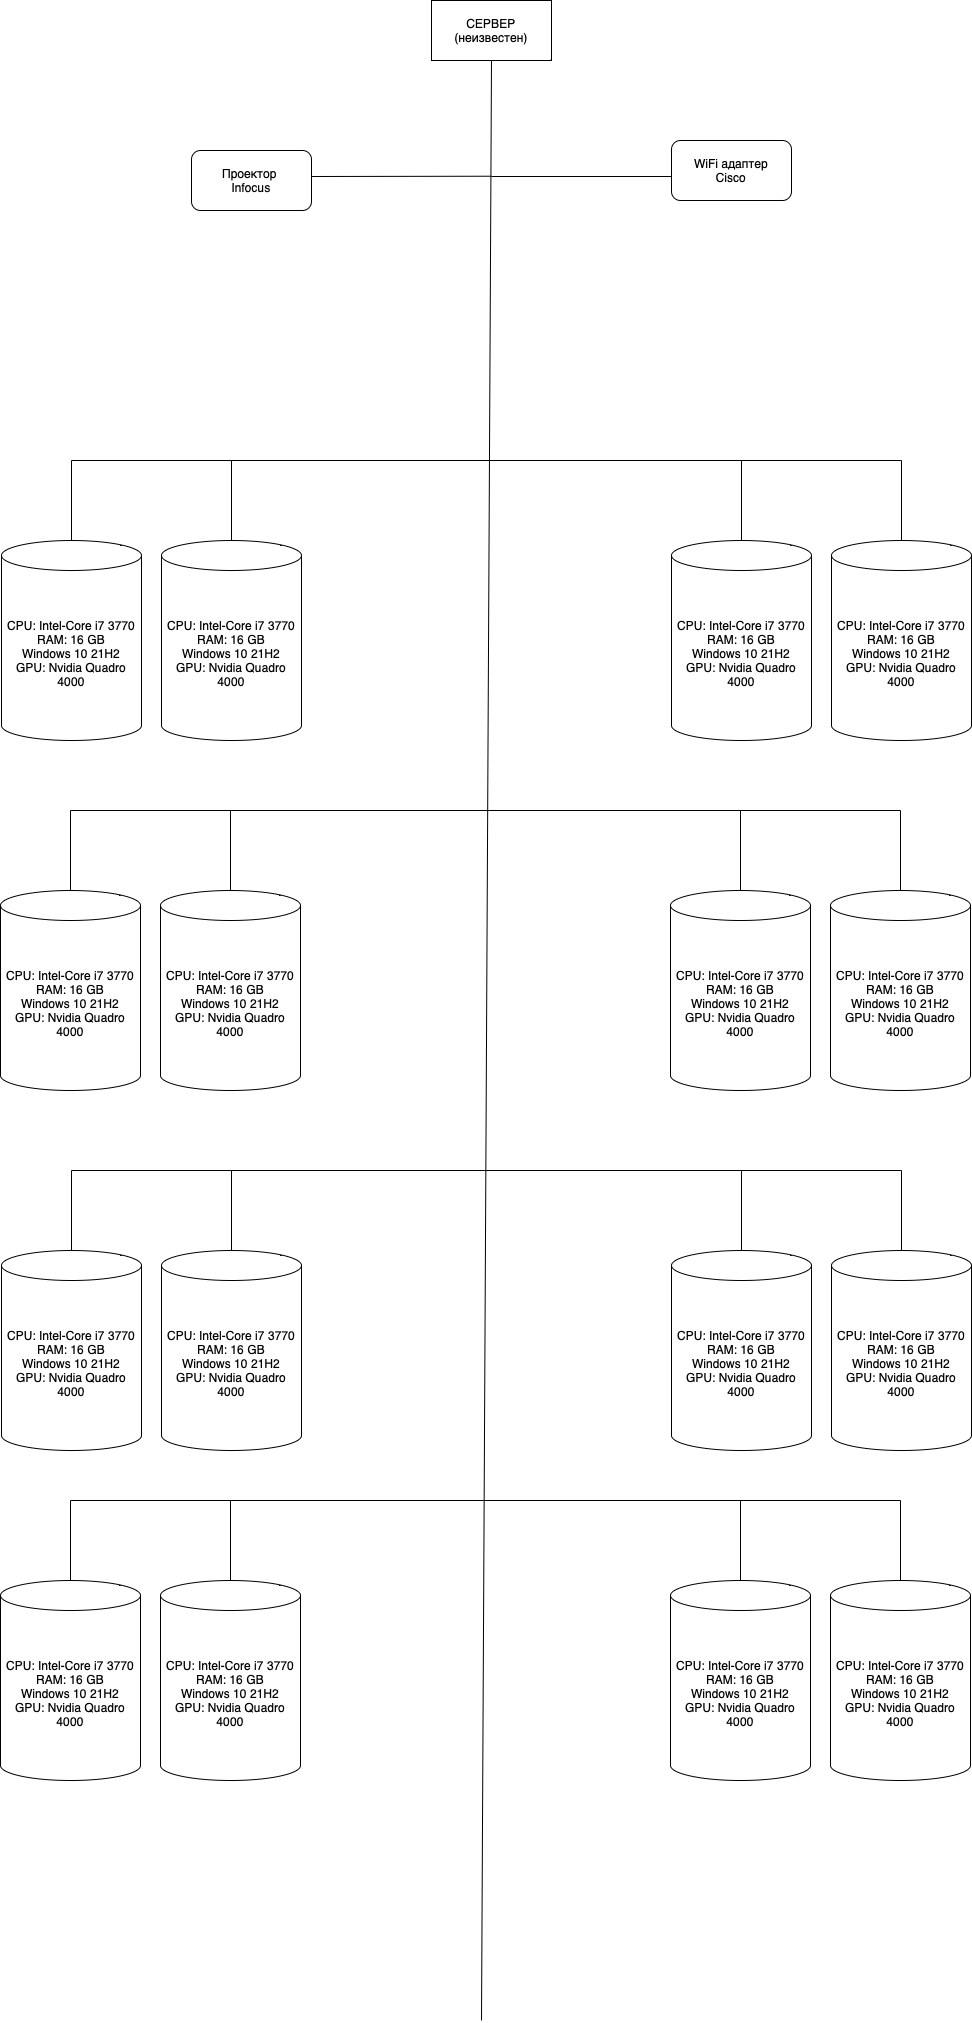 СЕРВЕР
(неизвестен)
Проектор
Infocus
WiFi адаптер
Cisco
CPU: Intel-Core i7 3770
RAM: 16 GB
Windows 10 21H2
GPU: Nvidia Quadro
4000
CPU: Intel-Core i7 3770
RAM: 16 GB
Windows 10 21H2
GPU: Nvidia Quadro
4000
CPU: Intel-Core i7 3770
RAM: 16 GB
Windows 10 21H2
GPU: Nvidia Quadro
4000
CPU: Intel-Core i7 3770
RAM: 16 GB
Windows 10 21H2
GPU: Nvidia Quadro
4000
CPU: Intel-Core i7 3770
RAM: 16 GB
Windows 10 21H2
GPU: Nvidia Quadro
4000
CPU: Intel-Core i7 3770
RAM: 16 GB
Windows 10 21H2
GPU: Nvidia Quadro
4000
CPU: Intel-Core i7 3770
RAM: 16 GB
Windows 10 21H2
GPU: Nvidia Quadro
4000
CPU: Intel-Core i7 3770
RAM: 16 GB
Windows 10 21H2
GPU: Nvidia Quadro
4000
CPU: Intel-Core i7 3770
RAM: 16 GB
Windows 10 21H2
GPU: Nvidia Quadro
4000
CPU: Intel-Core i7 3770
RAM: 16 GB
Windows 10 21H2
GPU: Nvidia Quadro
4000
CPU: Intel-Core i7 3770
RAM: 16 GB
Windows 10 21H2
GPU: Nvidia Quadro
4000
CPU: Intel-Core i7 3770
RAM: 16 GB
Windows 10 21H2
GPU: Nvidia Quadro
4000
CPU: Intel-Core i7 3770
RAM: 16 GB
Windows 10 21H2
GPU: Nvidia Quadro
4000
CPU: Intel-Core i7 3770
RAM: 16 GB
Windows 10 21H2
GPU: Nvidia Quadro
4000
CPU: Intel-Core i7 3770
RAM: 16 GB
Windows 10 21H2
GPU: Nvidia Quadro
4000
CPU: Intel-Core i7 3770
RAM: 16 GB
Windows 10 21H2
GPU: Nvidia Quadro
4000